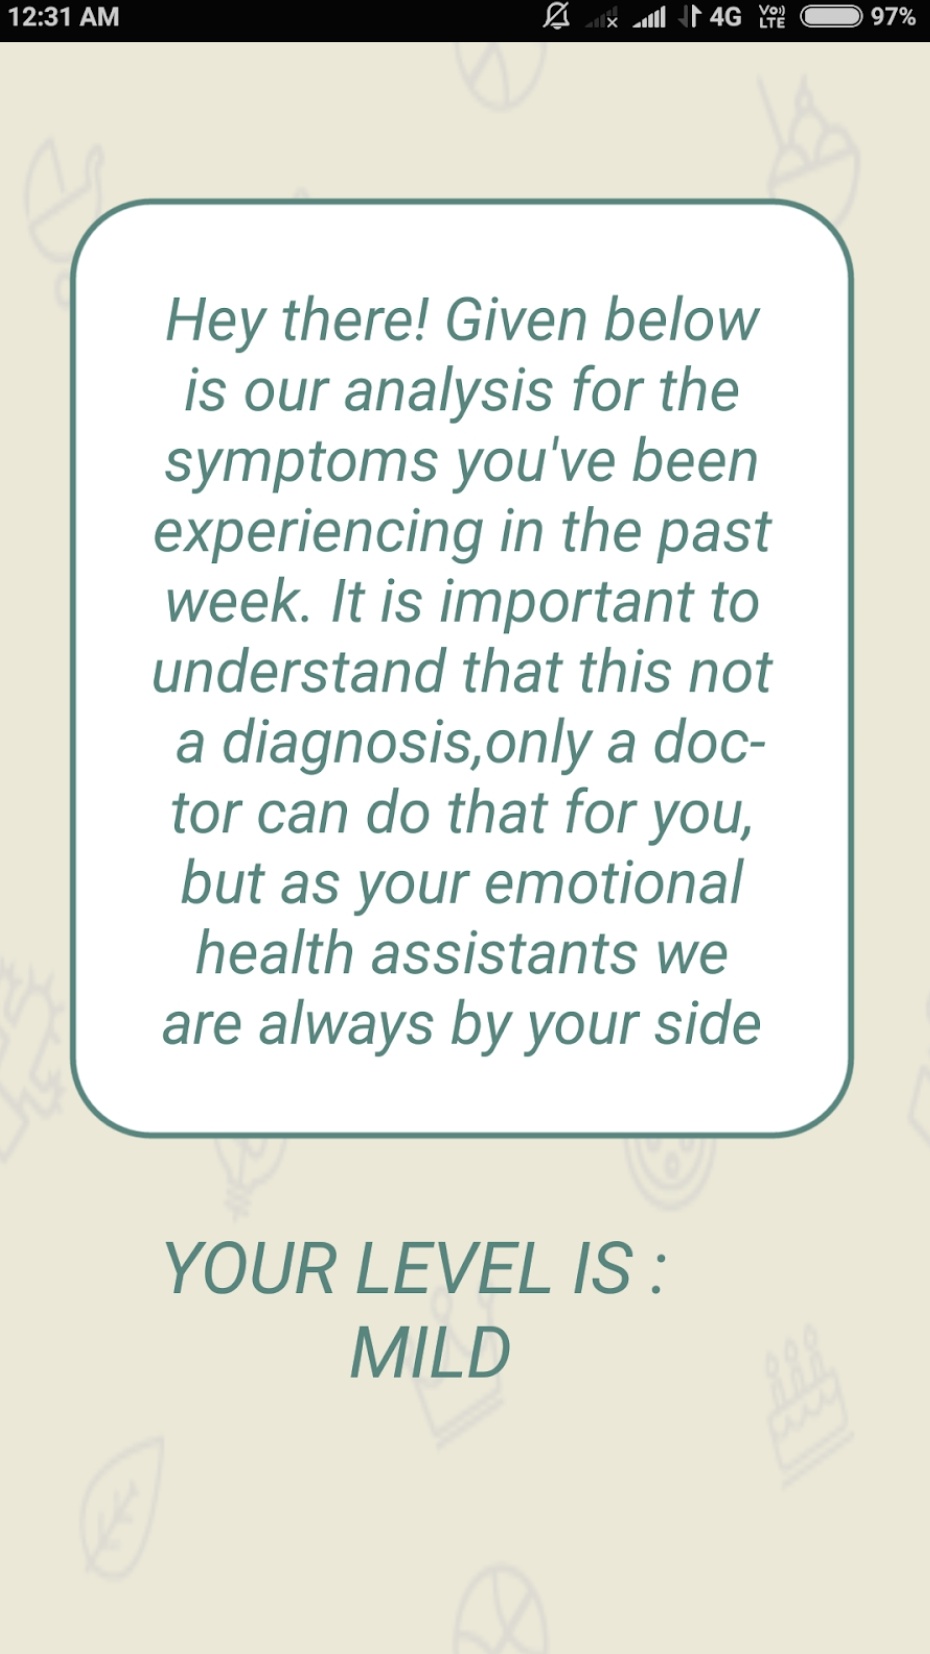 12:31 AM 4G Vo)) LTE 97%
Hey there! Given below
is our analysis for the
symptoms you've been
experiencing in the past
week. It is important to
understand that this not
a diagnosis,only a doc-
tor can do that for you,
but as your emotional
health assistants we
are always by your side
YOUR LEVEL IS :
MILD